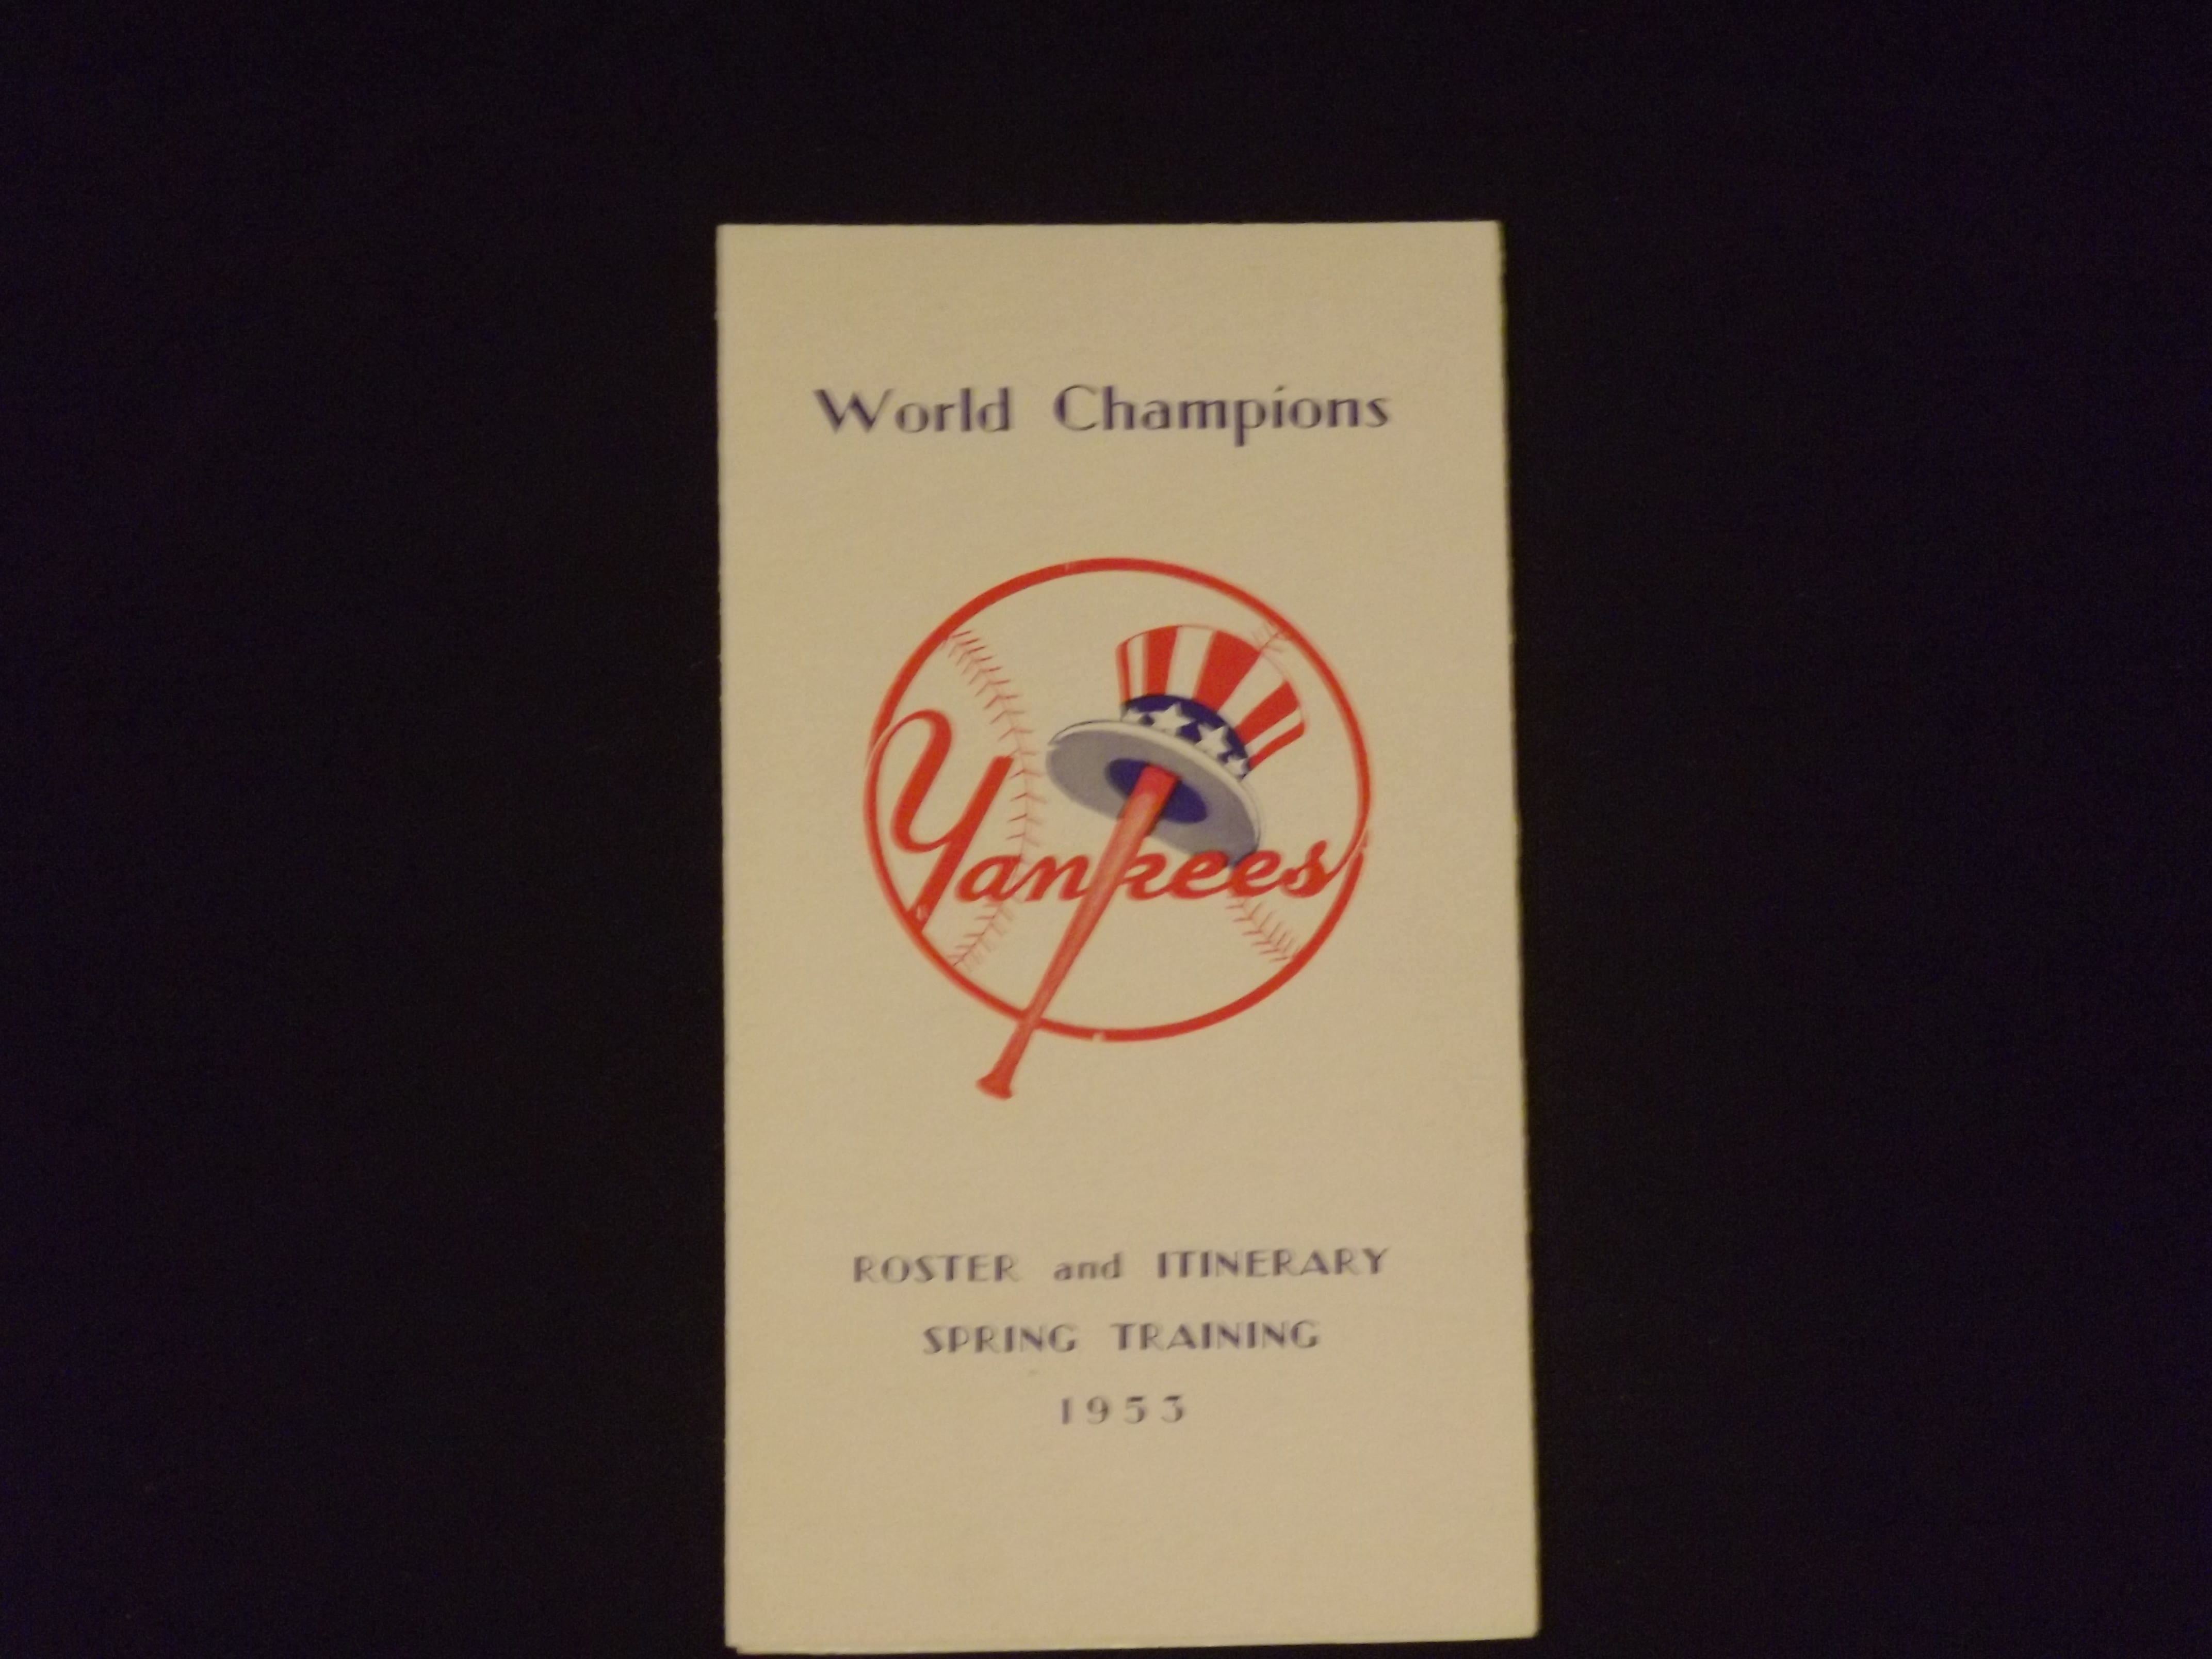 World Champions
Yankees
ROSTER and ITINERARY
SPRING TRAINING
1953